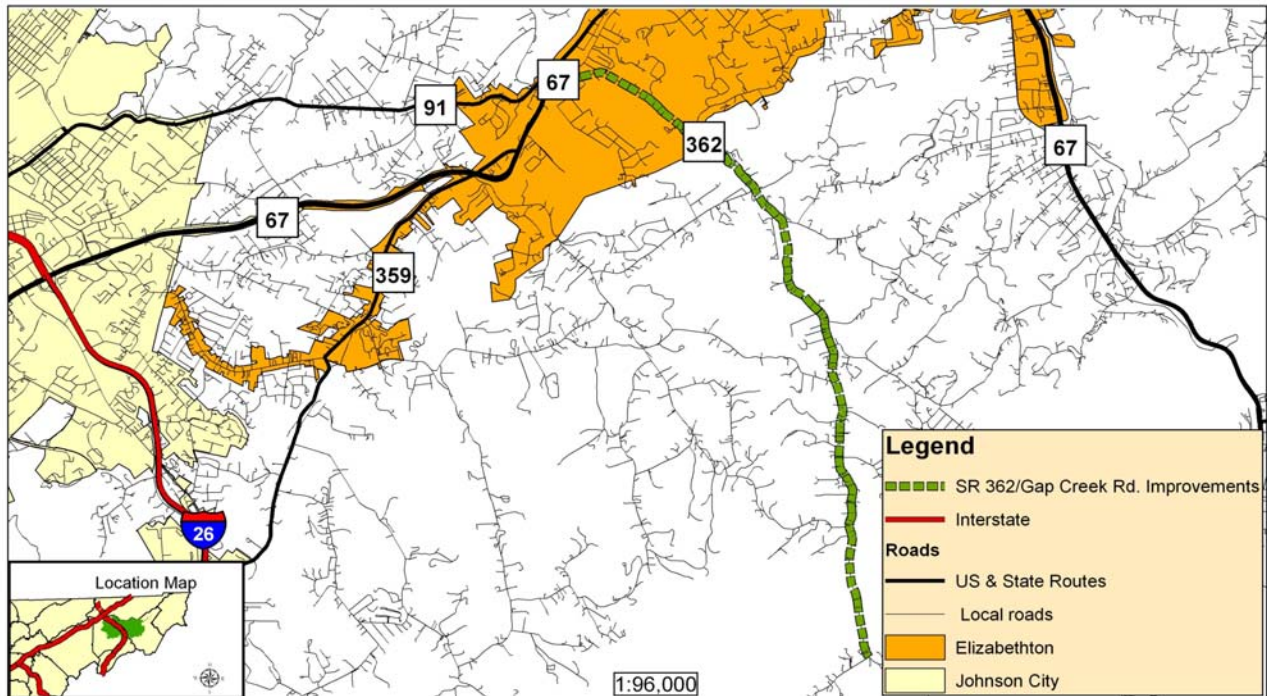 67
91
362
67
67
359
26
Location Map
1:96,000
Legend
SR 362/Gap Creek Rd. Improvements
Interstate
Roads
US & State Routes
Local roads
Elizabethton
Johnson City